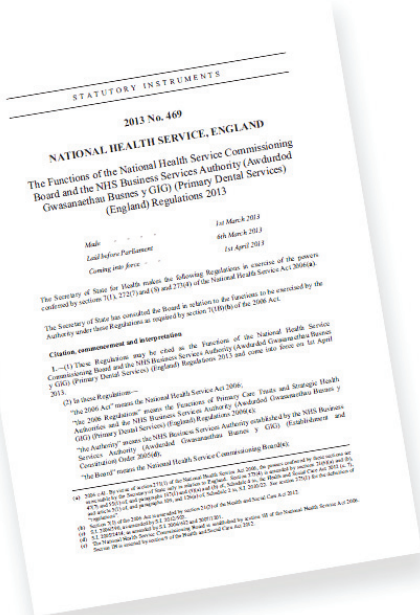 STATUTORY INSTRUMENTS
2013 No. 469
NATIONAL HEALTH SERVICE, ENGLAND
The Functions of the National Health Service Commissioning
Board and the NHS Business Services Authority (Awdurdod
Gwasanaethau Busnes y GIG) (Primary Dental Services)
(England) Regulations 2013
Made - - - - 1st March 2013
Laid before Parliament 6th March 2013
Coming into force - - 1st April 2013
The Secretary of State for Health makes the following Regulations in exercise of the powers
conferred by sections 7(1), 272(7) and (8) and 273(4) of the National Health Service Act 2006(a).
The Secretary of State has consulted the Board in relation to the functions to be exercised by the
Authority under these Regulations as required by section 7(1B)(b) of the 2006 Act.
Citation, commencement and interpretation
1.—(1) These Regulations may be cited as the Functions of the National Health Service
Commissioning Board and the NHS Business Services Authority (Awdurdod Gwasanaethau Busnes
y GIG) (Primary Dental Services) (England) Regulations 2013 and come into force on 1st April
2013.
(2) In these Regulations—
"the 2006 Act" means the National Health Service Act 2006;
"the 2006 Regulations" means the Functions of Primary Care Trusts and Strategic Health
Authorities and the NHS Business Services Authority (Awdurdod Gwasanaethau Busnes y
GIG) (Primary Dental Services) (England) Regulations 2006(c);
"the Authority" means the NHS Business Services Authority established by the NHS Business
Services Authority (Awdurdod Gwasanaethau Busnes y GIG) (Establishment and
Constitution) Order 2005(d);
"the Board" means the National Health Service Commissioning Board(e);